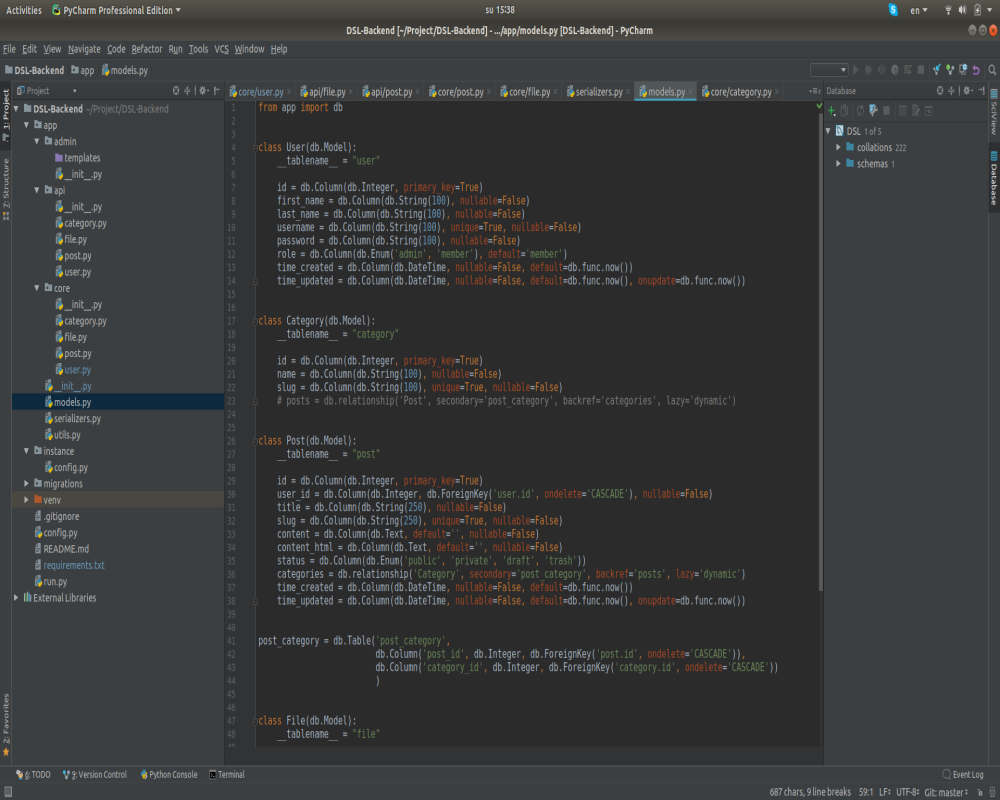 Activities PyCharm Professional Edition su 15:38 en
DSL-Backend [~/Project/DSL-Backend] - .../app/models.py [DSL-Backend] - PyCharm
File Edit View Navigate Code Refactor Run Tools VCS Window Help
DSL-Backend app models.py
Project
core/user.py api/file.py api/post.py core/post.py core/file.py serializers.py models.py core/category.py
Database
1: Project
Z: Structure
2: Favorites
DSL-Backend ~/Project/DSL-Backend
app
admin
templates
__init__.py
api
__init__.py
category.py
file.py
post.py
user.py
core
__init__.py
category.py
file.py
post.py
user.py
__init__.py
models.py
serializers.py
utils.py
instance
config.py
migrations
venv
.gitignore
config.py
README.md
requirements.txt
run.py
External Libraries
1 from app import db
2
3
4 class User(db.Model):
5 __tablename__ = "user"
6
7 id = db.Column(db.Integer, primary_key=True)
8 first_name = db.Column(db.String(100), nullable=False)
9 last_name = db.Column(db.String(100), nullable=False)
10 username = db.Column(db.String(100), unique=True, nullable=False)
11 password = db.Column(db.String(100), nullable=False)
12 role = db.Column(db.Enum('admin', 'member'), default='member')
13 time_created = db.Column(db.DateTime, nullable=False, default=db.func.now())
14 time_updated = db.Column(db.DateTime, nullable=False, default=db.func.now(), onupdate=db.func.now())
15
16
17 class Category(db.Model):
18 __tablename__ = "category"
19
20 id = db.Column(db.Integer, primary_key=True)
21 name = db.Column(db.String(100), nullable=False)
22 slug = db.Column(db.String(100), unique=True, nullable=False)
23 # posts = db.relationship('Post', secondary='post_category', backref='categories', lazy='dynamic')
24
25
26 class Post(db.Model):
27 __tablename__ = "post"
28
29 id = db.Column(db.Integer, primary_key=True)
30 user_id = db.Column(db.Integer, db.ForeignKey('user.id', ondelete='CASCADE'), nullable=False)
31 title = db.Column(db.String(250), nullable=False)
32 slug = db.Column(db.String(250), unique=True, nullable=False)
33 content = db.Column(db.Text, default='', nullable=False)
34 content_html = db.Column(db.Text, default='', nullable=False)
35 status = db.Column(db.Enum('public', 'private', 'draft', 'trash'))
36 categories = db.relationship('Category', secondary='post_category', backref='posts', lazy='dynamic')
37 time_created = db.Column(db.DateTime, nullable=False, default=db.func.now())
38 time_updated = db.Column(db.DateTime, nullable=False, default=db.func.now(), onupdate=db.func.now())
39
40
41 post_category = db.Table('post_category',
42 db.Column('post_id', db.Integer, db.ForeignKey('post.id', ondelete='CASCADE')),
43 db.Column('category_id', db.Integer, db.ForeignKey('category.id', ondelete='CASCADE'))
44 )
45
46
47 class File(db.Model):
48 __tablename__ = "file"
DSL 1 of 5
collations 222
schemas 1
SciView
Database
6: TODO 9: Version Control Python Console Terminal Event Log
687 chars, 9 line breaks 59:1 LF UTF-8 Git: master